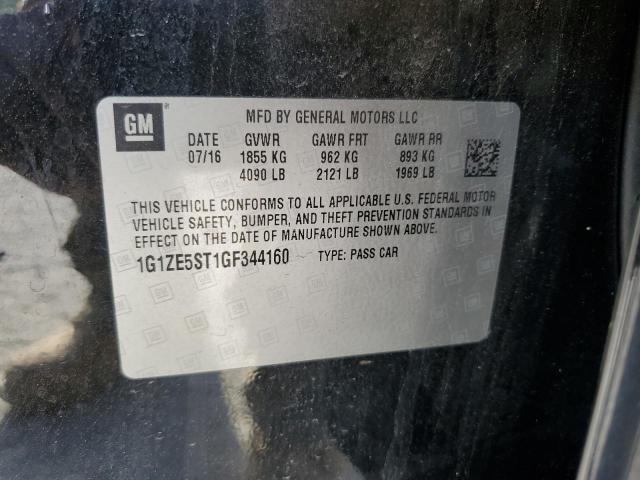 GM
MFD BY GENERAL MOTORS LLC
DATE GVWR GAWR FRT GAWR RR
07/16 1855 KG 962 KG 893 KG
4090 LB 2121 LB 1969 LB
THIS VEHICLE CONFORMS TO ALL APPLICABLE U.S. FEDERAL MOTOR
VEHICLE SAFETY, BUMPER, AND THEFT PREVENTION STANDARDS IN
EFFECT ON THE DATE OF MANUFACTURE SHOWN ABOVE.
1G1ZE5ST1GF344160 TYPE: PASS CAR